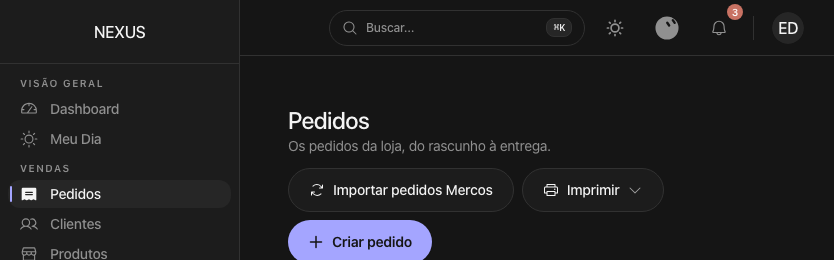 NEXUS
Buscar...
⌘K
3
ED
VISÃO GERAL
Dashboard
Meu Dia
VENDAS
Pedidos
Clientes
Produtos
Pedidos
Os pedidos da loja, do rascunho à entrega.
Importar pedidos Mercos
Imprimir
Criar pedido